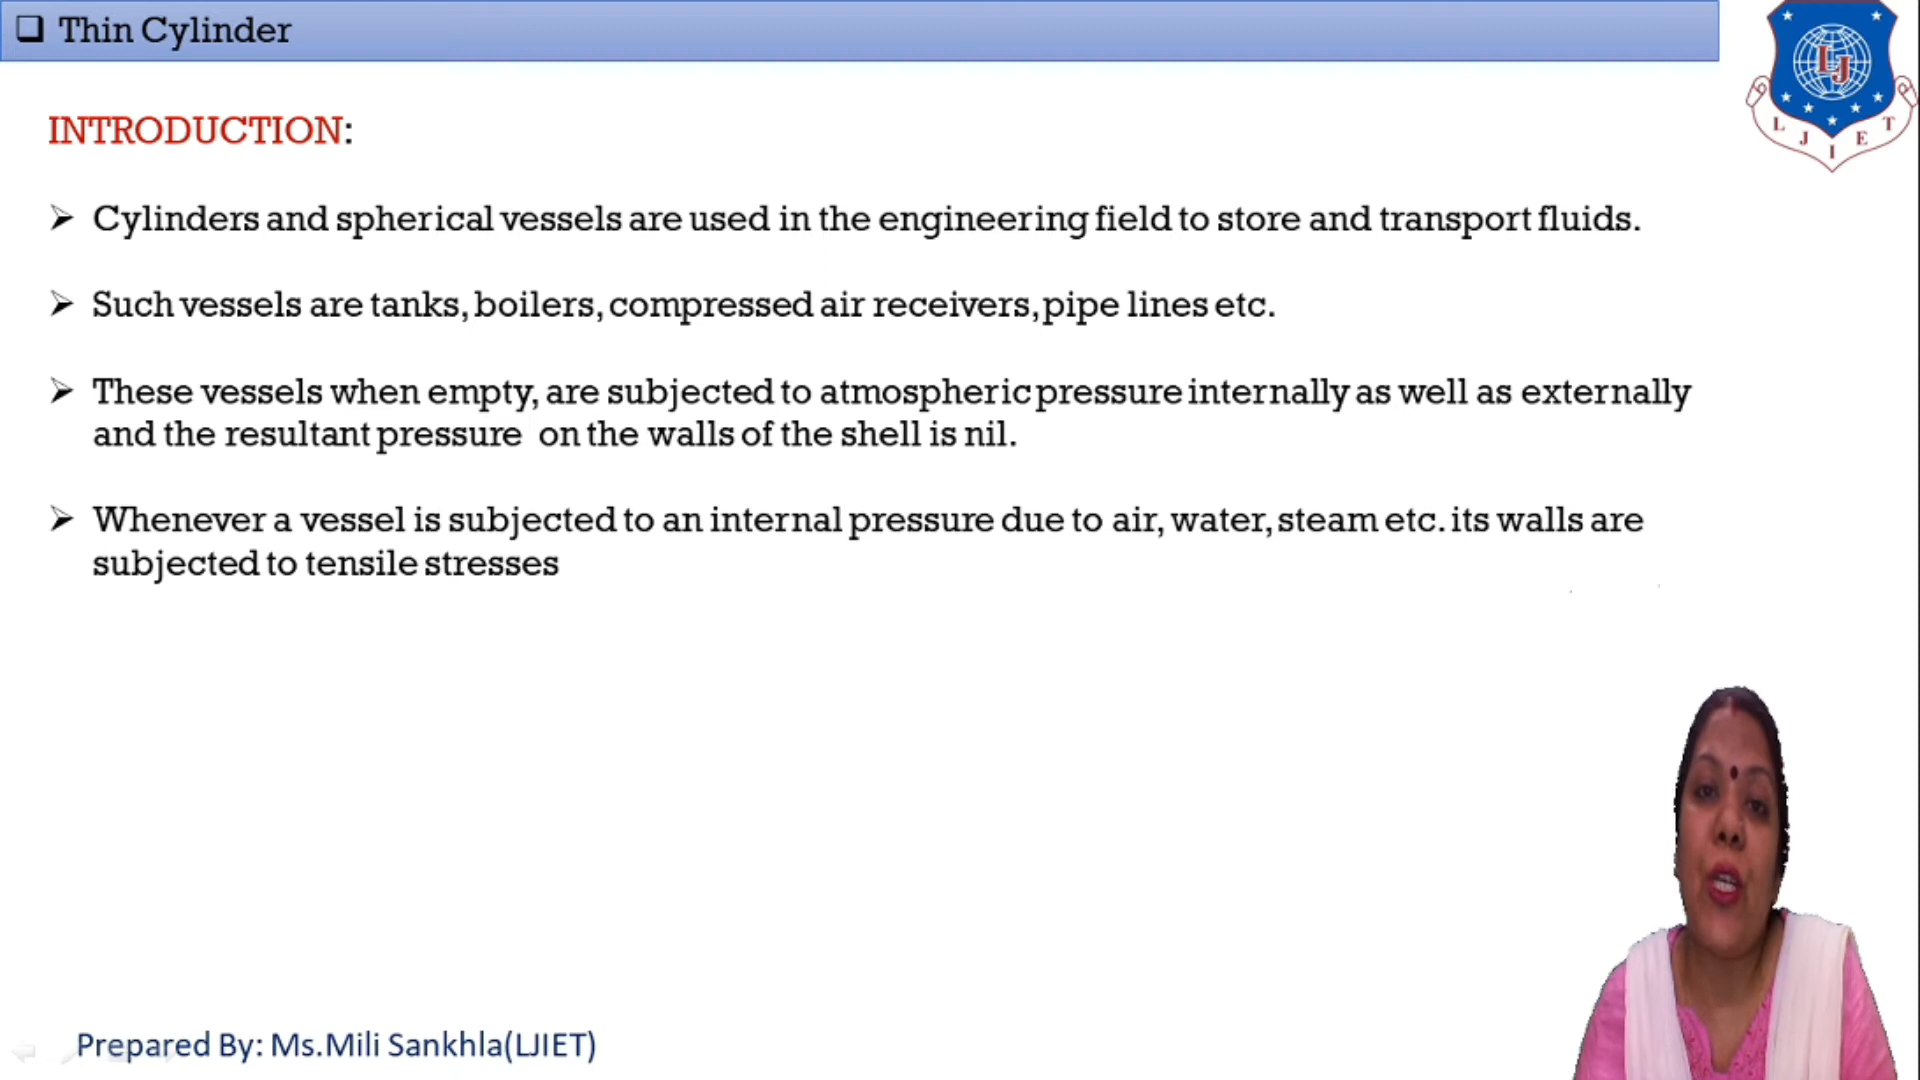 Thin Cylinder
INTRODUCTION:
Cylinders and spherical vessels are used in the engineering field to store and transport fluids.
Such vessels are tanks, boilers, compressed air receivers, pipe lines etc.
These vessels when empty, are subjected to atmospheric pressure internally as well as externally
and the resultant pressure on the walls of the shell is nil.
Whenever a vessel is subjected to an internal pressure due to air, water, steam etc. its walls are
subjected to tensile stresses
Prepared By: Ms.Mili Sankhla(LJIET)
LJ
L J I E T